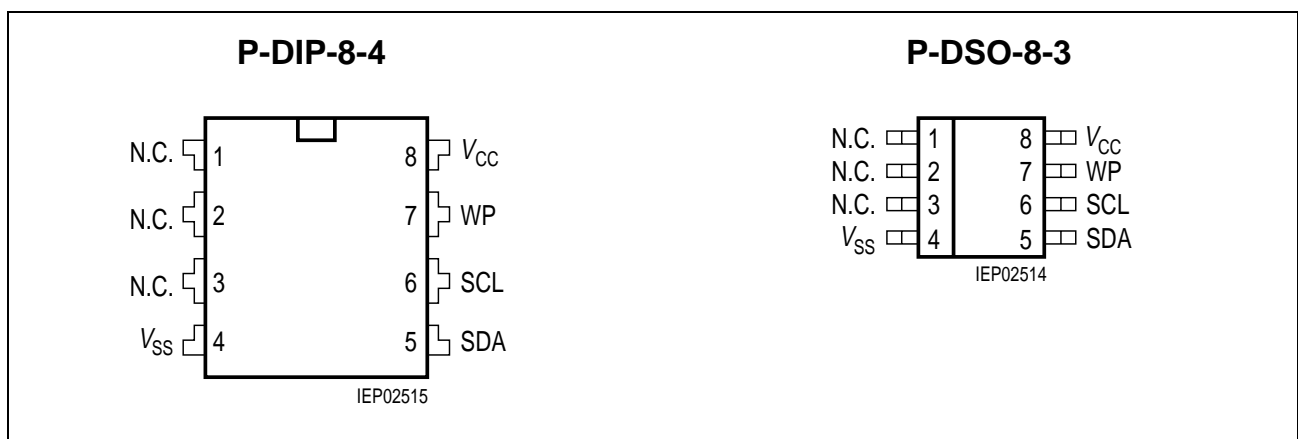 P-DIP-8-4
N.C. 1 8 VCC
N.C. 2 7 WP
N.C. 3 6 SCL
VSS 4 5 SDA
IEP02515
P-DSO-8-3
N.C. 1 8 VCC
N.C. 2 7 WP
N.C. 3 6 SCL
VSS 4 5 SDA
IEP02514